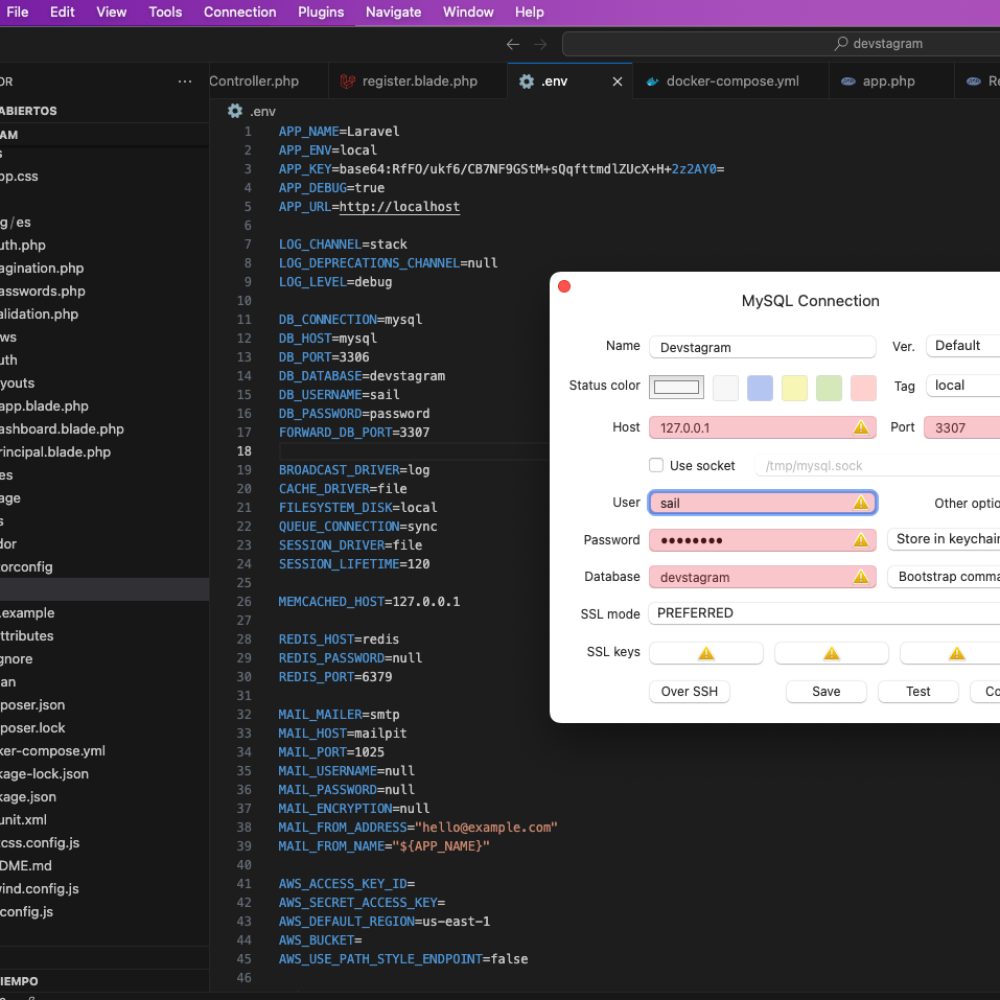 File Edit View Tools Connection Plugins Navigate Window Help
devstagram
OR
Controller.php register.blade.php .env docker-compose.yml app.php Re
ABIERTOS
AM
s
pp.css
g/es
uth.php
agination.php
asswords.php
alidation.php
ws
uth
youts
app.blade.php
ashboard.blade.php
rincipal.blade.php
es
age
s
dor
torconfig
.example
ttributes
gnore
an
poser.json
poser.lock
ker-compose.yml
kage-lock.json
kage.json
unit.xml
css.config.js
DME.md
wind.config.js
config.js
IEMPO
.env
1 APP_NAME=Laravel
2 APP_ENV=local
3 APP_KEY=base64:RfFO/ukf6/CB7NF9GStM+sQqfttmdlZUcX+H+2z2AY0=
4 APP_DEBUG=true
5 APP_URL=http://localhost
6
7 LOG_CHANNEL=stack
8 LOG_DEPRECATIONS_CHANNEL=null
9 LOG_LEVEL=debug
10
11 DB_CONNECTION=mysql
12 DB_HOST=mysql
13 DB_PORT=3306
14 DB_DATABASE=devstagram
15 DB_USERNAME=sail
16 DB_PASSWORD=password
17 FORWARD_DB_PORT=3307
18
19 BROADCAST_DRIVER=log
20 CACHE_DRIVER=file
21 FILESYSTEM_DISK=local
22 QUEUE_CONNECTION=sync
23 SESSION_DRIVER=file
24 SESSION_LIFETIME=120
25
26 MEMCACHED_HOST=127.0.0.1
27
28 REDIS_HOST=redis
29 REDIS_PASSWORD=null
30 REDIS_PORT=6379
31
32 MAIL_MAILER=smtp
33 MAIL_HOST=mailpit
34 MAIL_PORT=1025
35 MAIL_USERNAME=null
36 MAIL_PASSWORD=null
37 MAIL_ENCRYPTION=null
38 MAIL_FROM_ADDRESS="hello@example.com"
39 MAIL_FROM_NAME="${APP_NAME}"
40
41 AWS_ACCESS_KEY_ID=
42 AWS_SECRET_ACCESS_KEY=
43 AWS_DEFAULT_REGION=us-east-1
44 AWS_BUCKET=
45 AWS_USE_PATH_STYLE_ENDPOINT=false
46
MySQL Connection
Name Devstagram Ver. Default
Status color Tag local
Host 127.0.0.1 Port 3307
Use socket /tmp/mysql.sock
User sail Other optio
Password ●●●●●●●● Store in keychain
Database devstagram Bootstrap comma
SSL mode PREFERRED
SSL keys
Over SSH Save Test Co